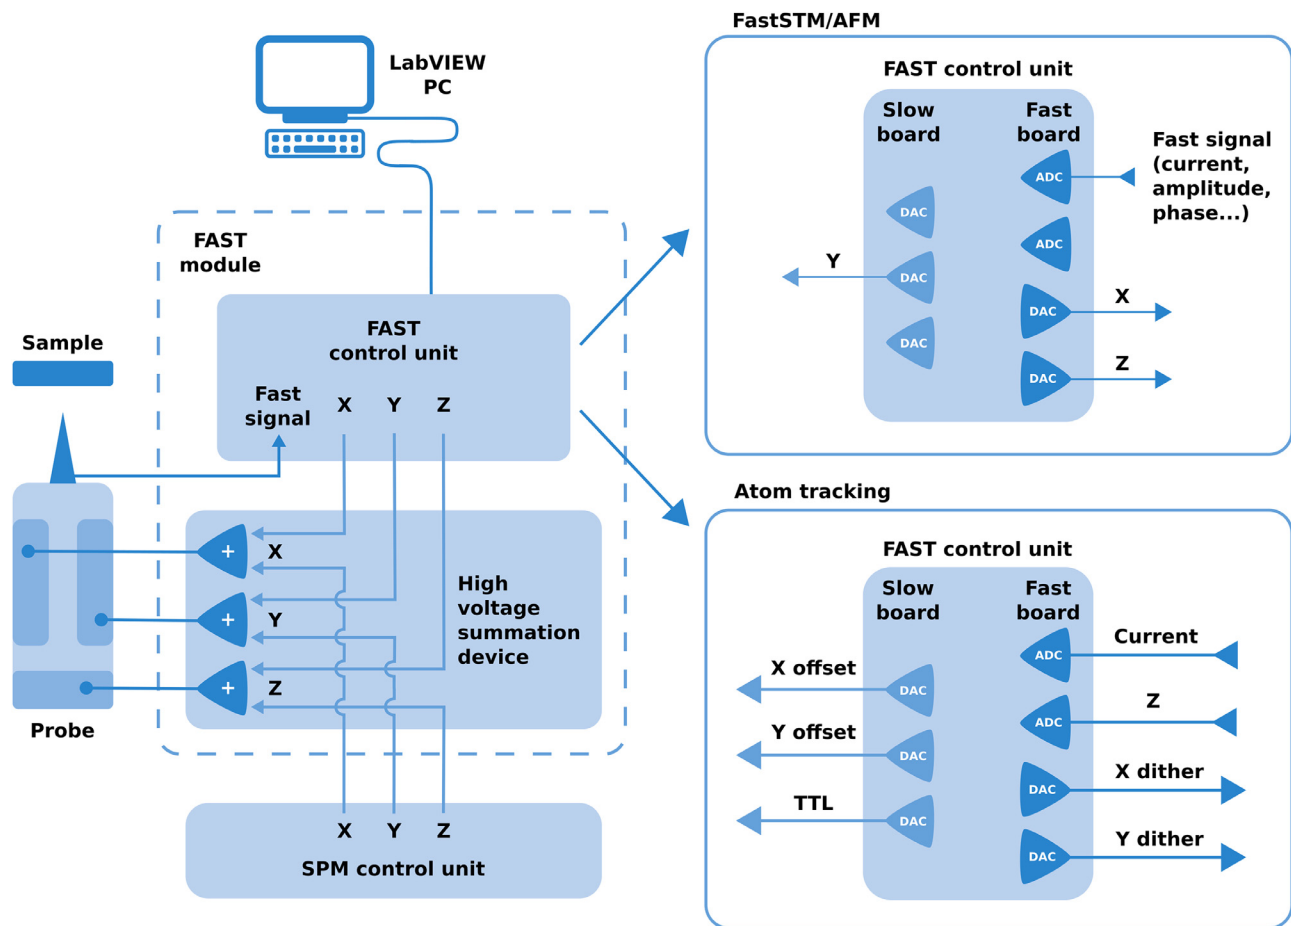 LabVIEW
PC
FAST
module
FAST
control unit
Fast
signal
X
Y
Z
Sample
Probe
+
X
+
Y
+
Z
High
voltage
summation
device
X
Y
Z
SPM control unit
FastSTM/AFM
FAST control unit
Slow
board
Fast
board
DAC
DAC
DAC
Y
ADC
ADC
DAC
DAC
Fast signal
(current,
amplitude,
phase...)
X
Z
Atom tracking
FAST control unit
Slow
board
Fast
board
X offset
Y offset
TTL
DAC
DAC
DAC
ADC
ADC
DAC
DAC
Current
Z
X dither
Y dither